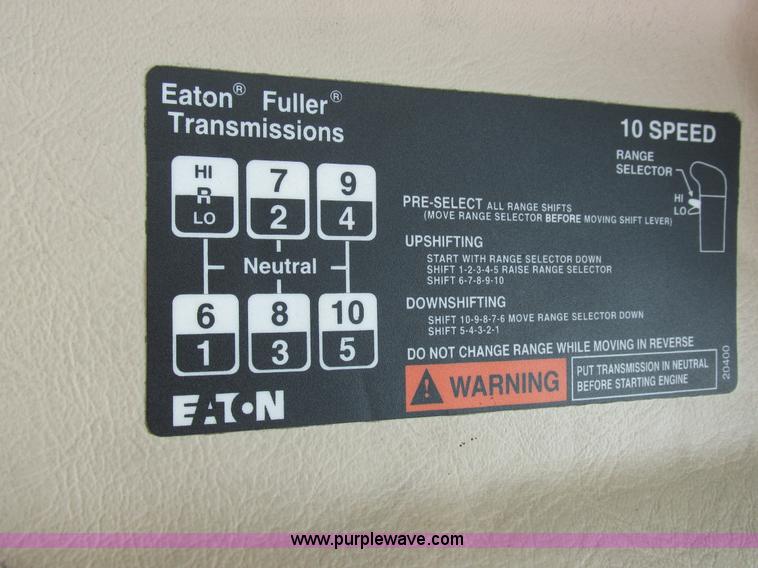 Eaton® Fuller®
Transmissions
10 SPEED
RANGE
SELECTOR
HI
LO
HI
R
LO
7
2
9
4
Neutral
6
1
8
3
10
5
PRE-SELECT ALL RANGE SHIFTS
(MOVE RANGE SELECTOR BEFORE MOVING SHIFT LEVER)
UPSHIFTING
START WITH RANGE SELECTOR DOWN
SHIFT 1-2-3-4-5 RAISE RANGE SELECTOR
SHIFT 6-7-8-9-10
DOWNSHIFTING
SHIFT 10-9-8-7-6 MOVE RANGE SELECTOR DOWN
SHIFT 5-4-3-2-1
DO NOT CHANGE RANGE WHILE MOVING IN REVERSE
WARNING
PUT TRANSMISSION IN NEUTRAL
BEFORE STARTING ENGINE
20400
EATON
www.purplewave.com